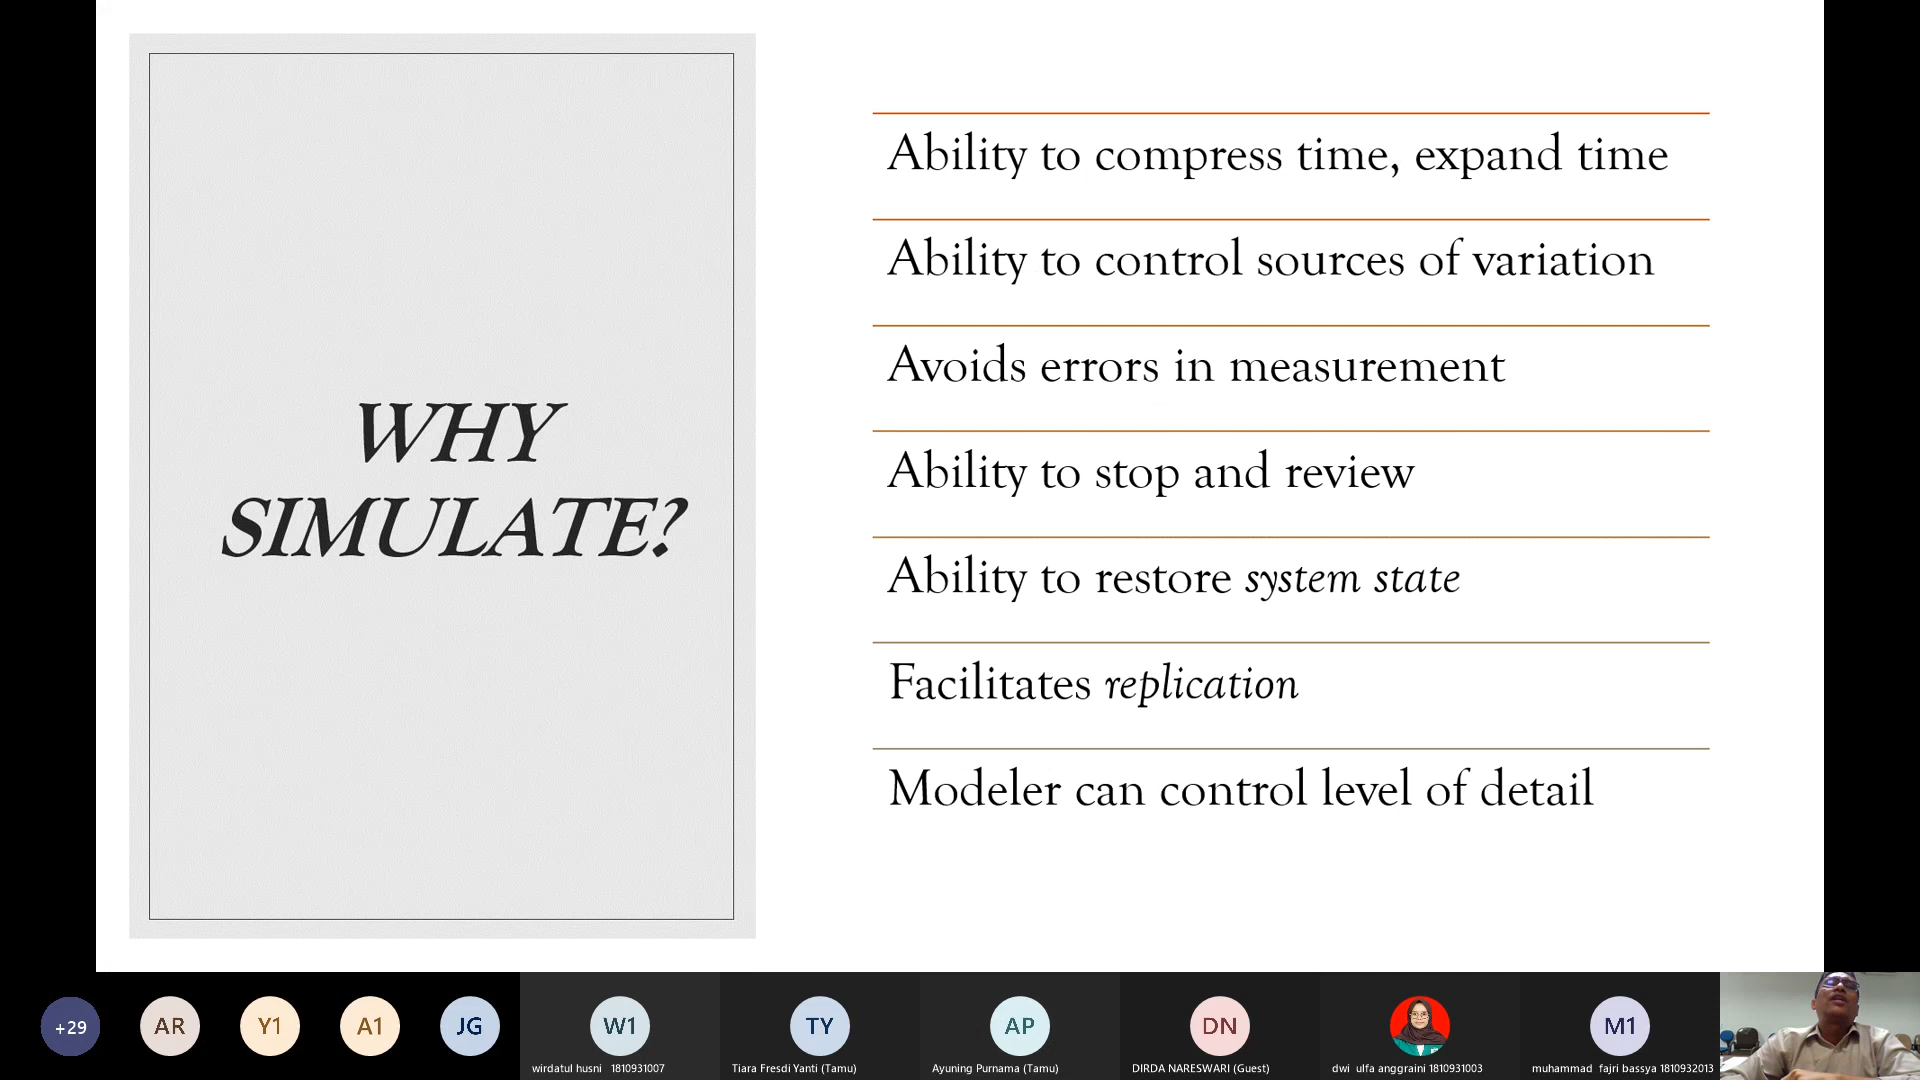 WHY
SIMULATE?
Ability to compress time, expand time
Ability to control sources of variation
Avoids errors in measurement
Ability to stop and review
Ability to restore system state
Facilitates replication
Modeler can control level of detail
+29
AR
Y1
A1
JG
W1
wirdatul husni 1810931007
TY
Tiara Fresdi Yanti (Tamu)
AP
Ayuning Purnama (Tamu)
DN
DIRDA NARESWARI (Guest)
dwi ulfa anggraini 1810931003
M1
muhammad fajri bassya 1810932013